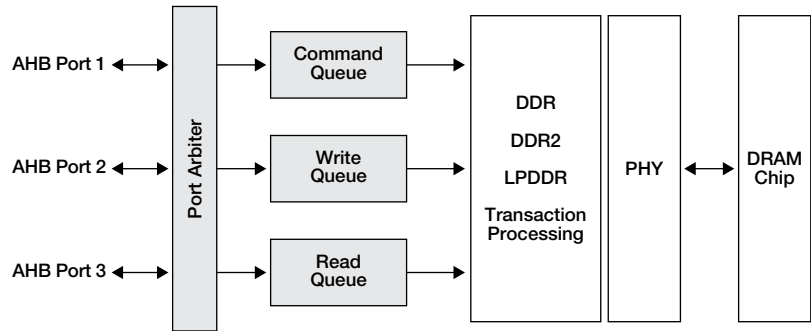 AHB Port 1
AHB Port 2
AHB Port 3
Port Arbiter
Command
Queue
Write
Queue
Read
Queue
DDR
DDR2
LPDDR
Transaction
Processing
PHY
DRAM
Chip